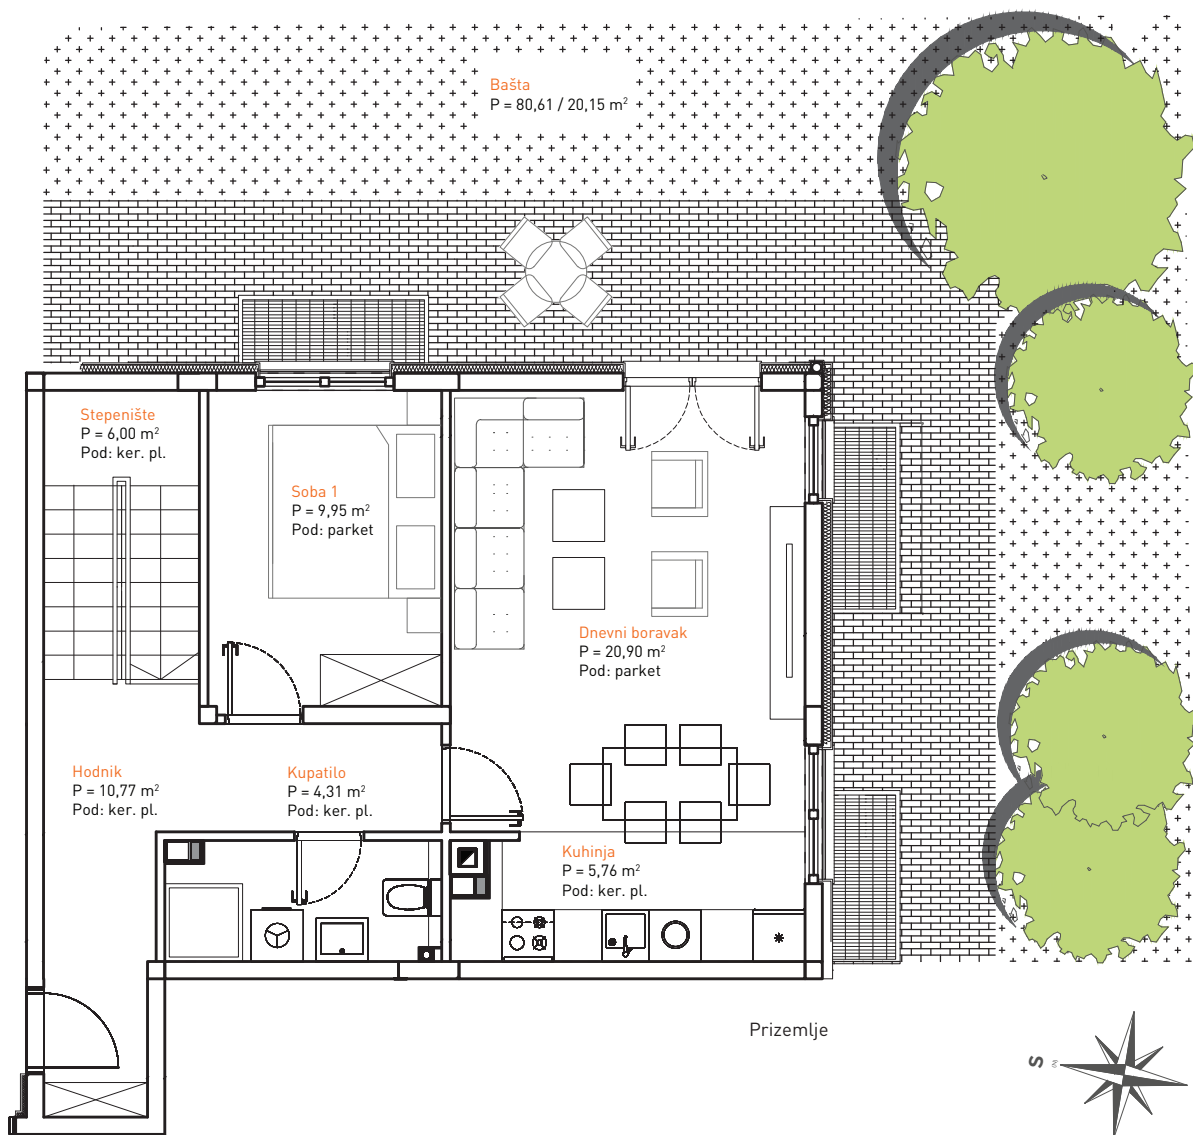 Bašta
P = 80,61 / 20,15 m²
Stepenište
P = 6,00 m²
Pod: ker. pl.
Soba 1
P = 9,95 m²
Pod: parket
Dnevni boravak
P = 20,90 m²
Pod: parket
Hodnik
P = 10,77 m²
Pod: ker. pl.
Kupatilo
P = 4,31 m²
Pod: ker. pl.
Kuhinja
P = 5,76 m²
Pod: ker. pl.
Prizemlje
S